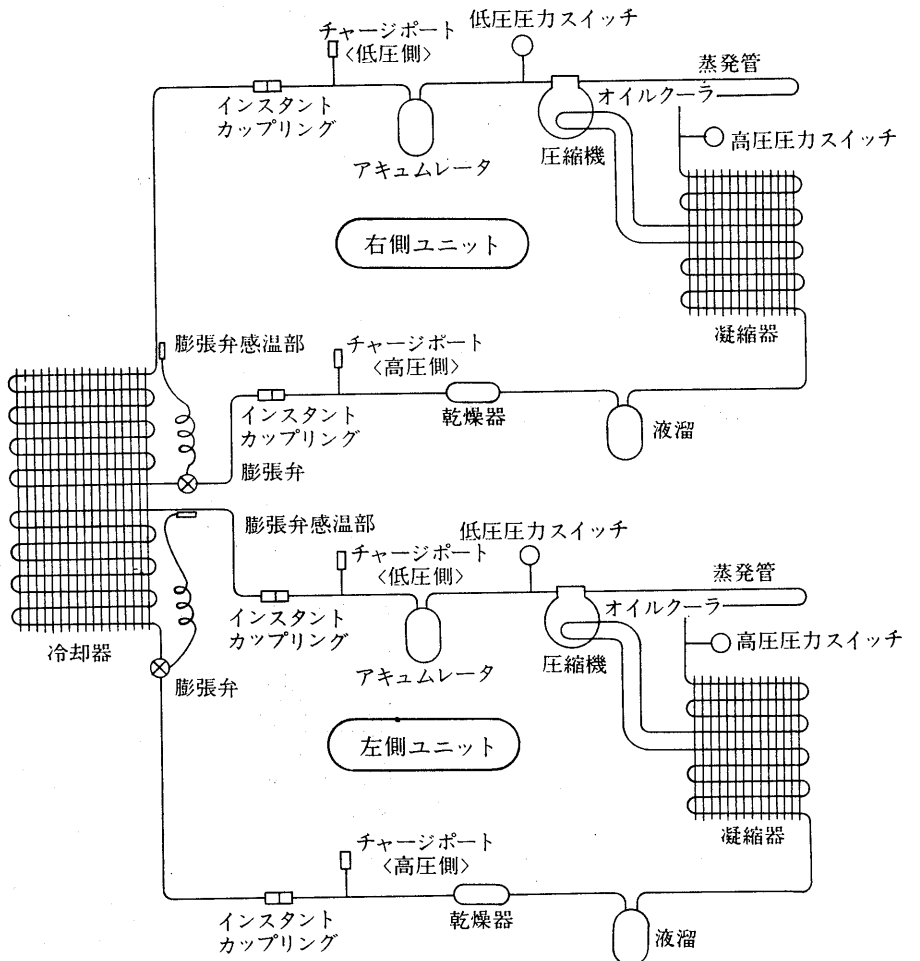 チャージポート
〈低圧側〉
低圧圧力スイッチ
蒸発管
インスタント
カップリング
オイルクーラ
アキュムレータ
圧縮機
高圧圧力スイッチ
右側ユニット
凝縮器
膨張弁感温部
チャージポート
〈高圧側〉
インスタント
カップリング
乾燥器
液溜
膨張弁
膨張弁感温部
チャージポート
〈低圧側〉
低圧圧力スイッチ
蒸発管
インスタント
カップリング
オイルクーラ
冷却器
アキュムレータ
圧縮機
高圧圧力スイッチ
膨張弁
左側ユニット
凝縮器
チャージポート
〈高圧側〉
インスタント
カップリング
乾燥器
液溜